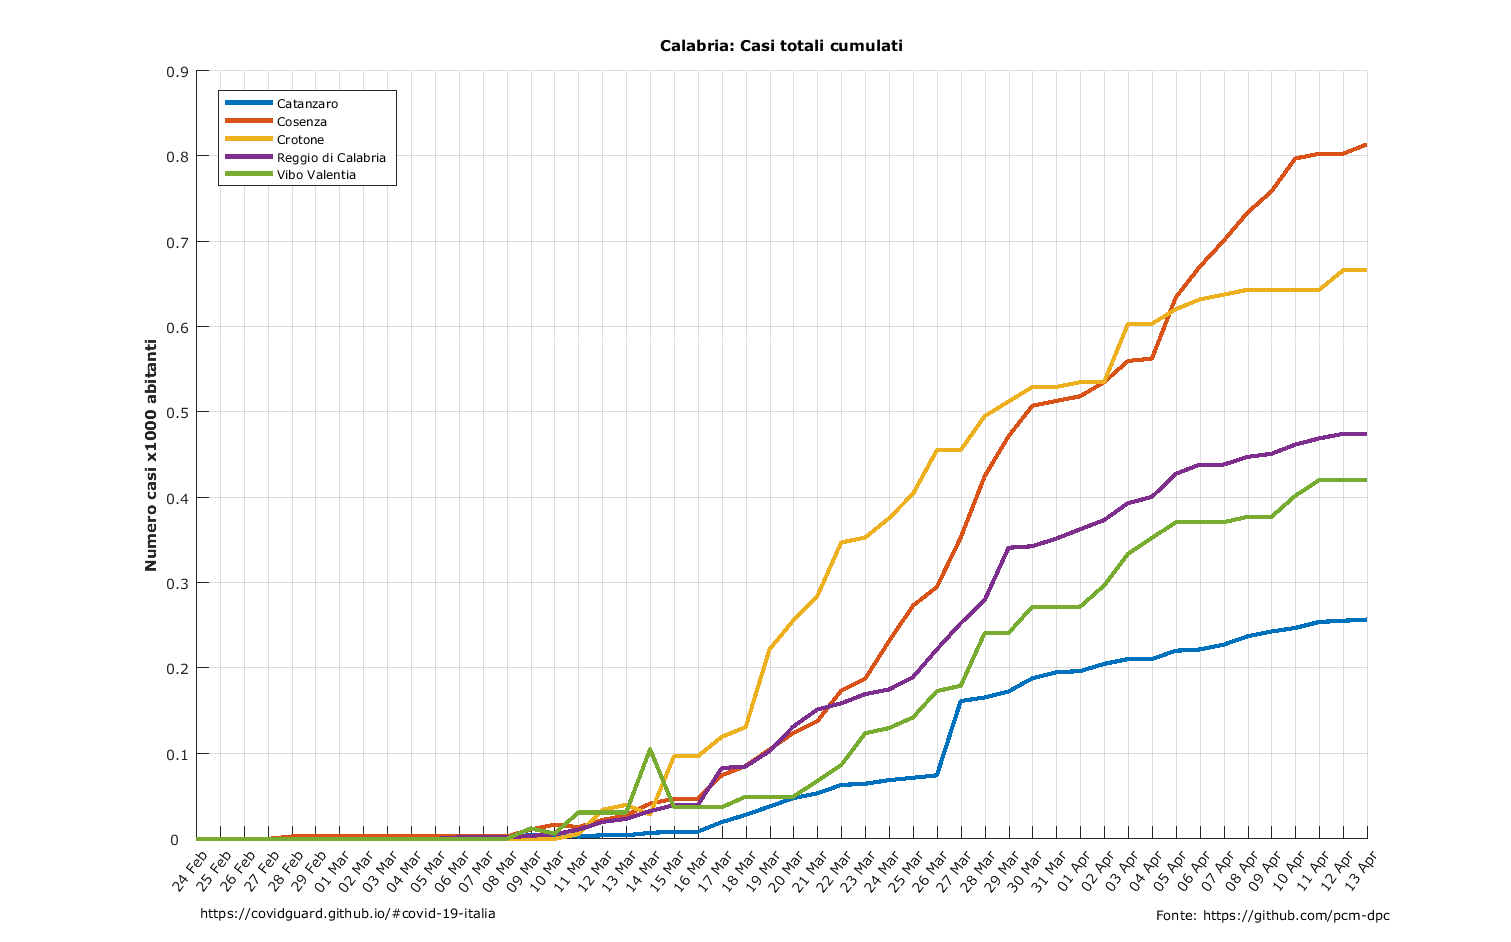 Calabria: Casi totali cumulati
Numero casi x1000 abitanti
0.9
0.8
0.7
0.6
0.5
0.4
0.3
0.2
0.1
0
Catanzaro
Cosenza
Crotone
Reggio di Calabria
Vibo Valentia
24 Feb
25 Feb
26 Feb
27 Feb
28 Feb
29 Feb
01 Mar
02 Mar
03 Mar
04 Mar
05 Mar
06 Mar
07 Mar
08 Mar
09 Mar
10 Mar
11 Mar
12 Mar
13 Mar
14 Mar
15 Mar
16 Mar
17 Mar
18 Mar
19 Mar
20 Mar
21 Mar
22 Mar
23 Mar
24 Mar
25 Mar
26 Mar
27 Mar
28 Mar
29 Mar
30 Mar
31 Mar
01 Apr
02 Apr
03 Apr
04 Apr
05 Apr
06 Apr
07 Apr
08 Apr
09 Apr
10 Apr
11 Apr
12 Apr
13 Apr
https://covidguard.github.io/#covid-19-italia
Fonte: https://github.com/pcm-dpc